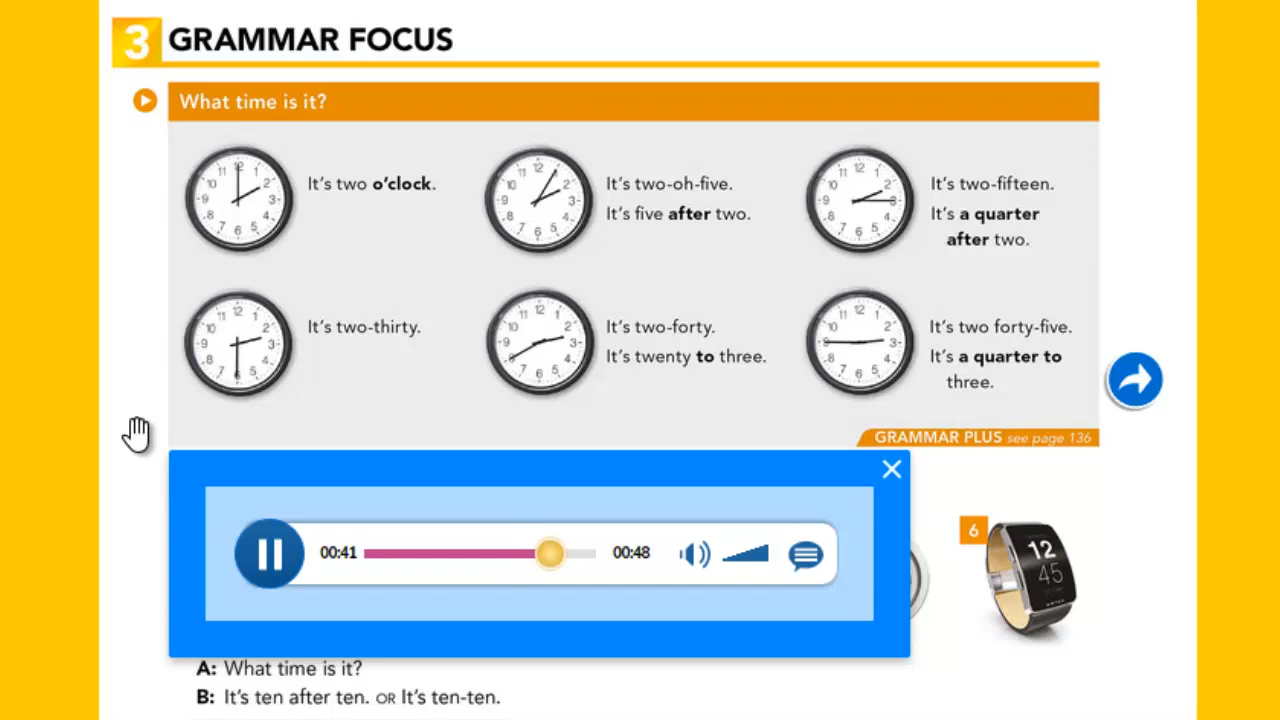 3 GRAMMAR FOCUS
What time is it?
It's two o'clock.
It's two-oh-five.
It's five after two.
It's two-fifteen.
It's a quarter
after two.
It's two-thirty.
It's two-forty.
It's twenty to three.
It's two forty-five.
It's a quarter to
three.
GRAMMAR PLUS see page 136
00:41
00:48
6
12
45
A: What time is it?
B: It's ten after ten. OR It's ten-ten.